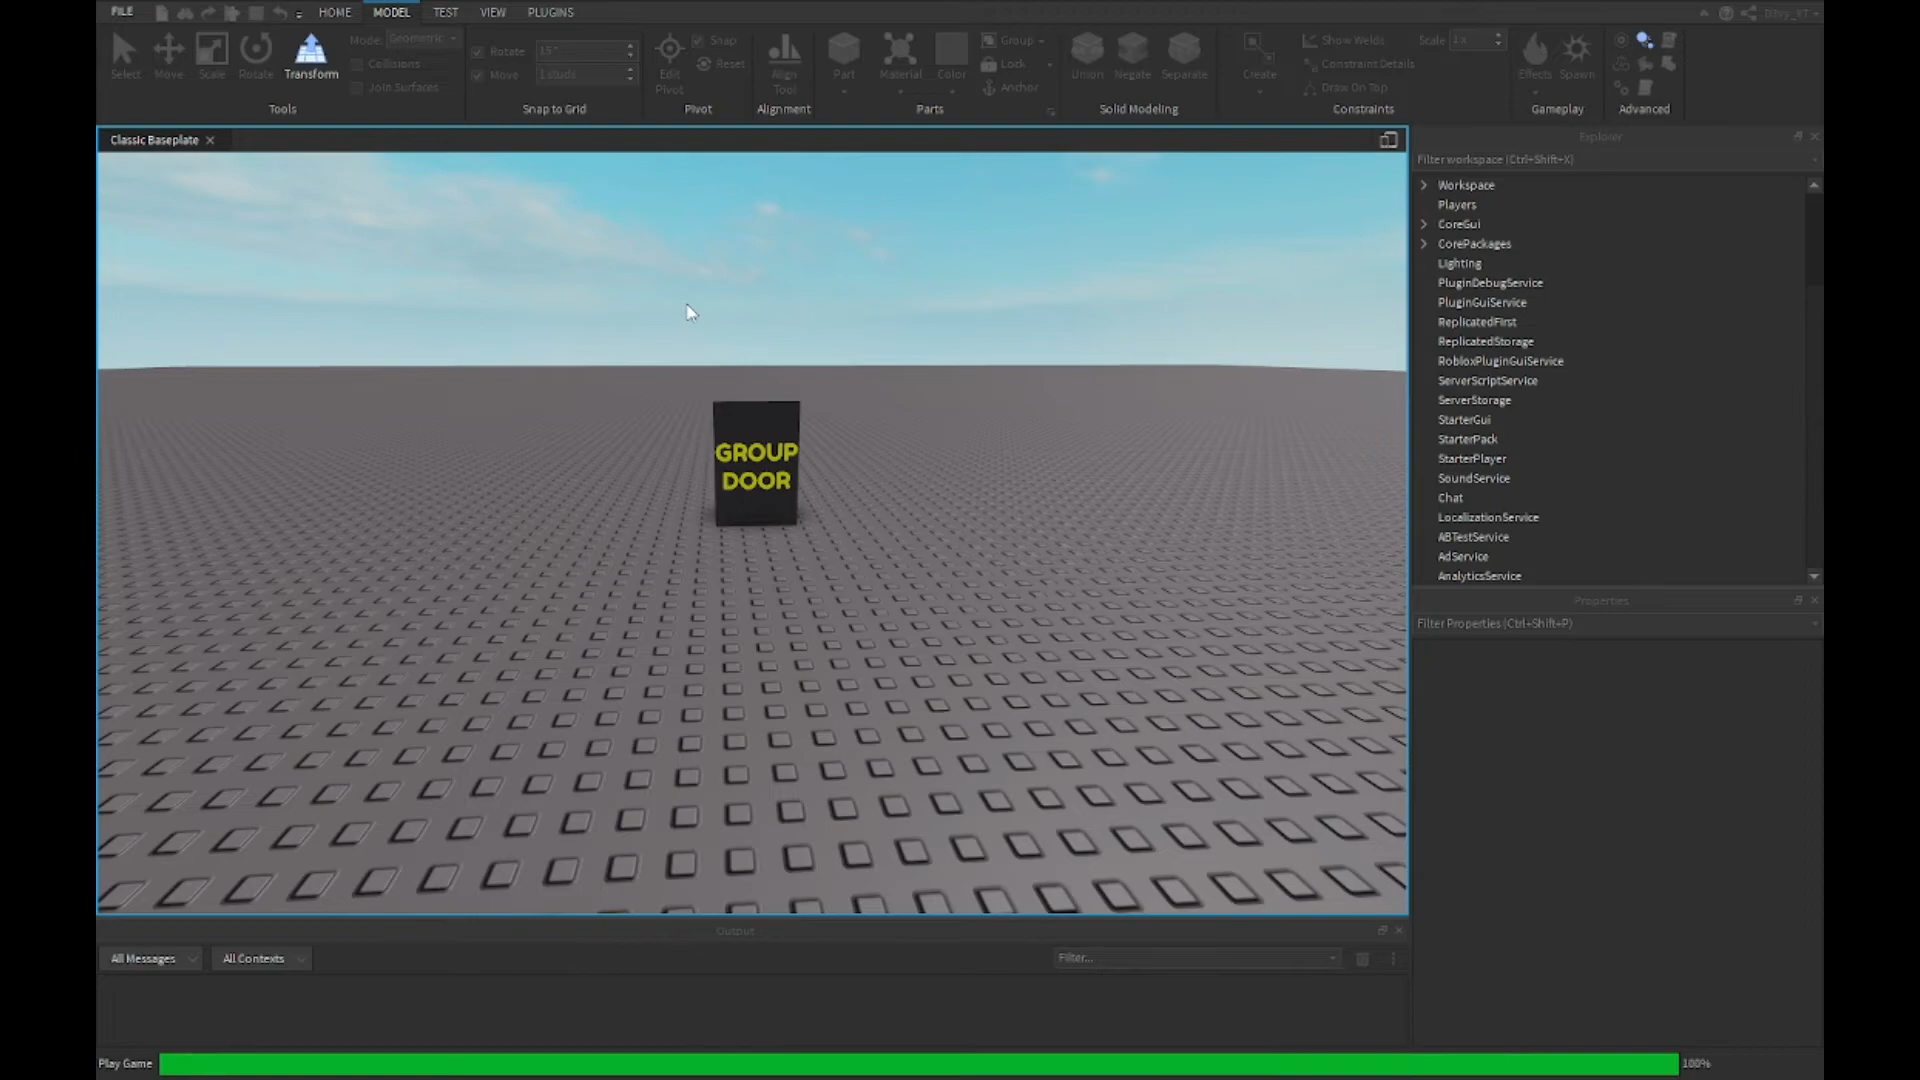 FILE
HOME
MODEL
TEST
VIEW
PLUGINS
Ditvy_YT
Select
Move
Scale
Rotate
Transform
Mode: Geometric
Collisions
Join Surfaces
Tools
Rotate 15°
Move 1 studs
Snap to Grid
Edit
Pivot
Snap
Reset
Pivot
Align
Tool
Alignment
Part
Material
Color
Group
Lock
Anchor
Parts
Union
Negate
Separate
Solid Modeling
Create
Show Welds
Scale 1x
Constraint Details
Draw On Top
Constraints
Effects
Spawn
Gameplay
Advanced
Classic Baseplate
GROUP
DOOR
Explorer
Filter workspace (Ctrl+Shift+X)
Workspace
Players
CoreGui
CorePackages
Lighting
PluginDebugService
PluginGuiService
ReplicatedFirst
ReplicatedStorage
RobloxPluginGuiService
ServerScriptService
ServerStorage
StarterGui
StarterPack
StarterPlayer
SoundService
Chat
LocalizationService
ABTestService
AdService
AnalyticsService
Properties
Filter Properties (Ctrl+Shift+P)
Output
All Messages
All Contexts
Filter...
Play Game
100%